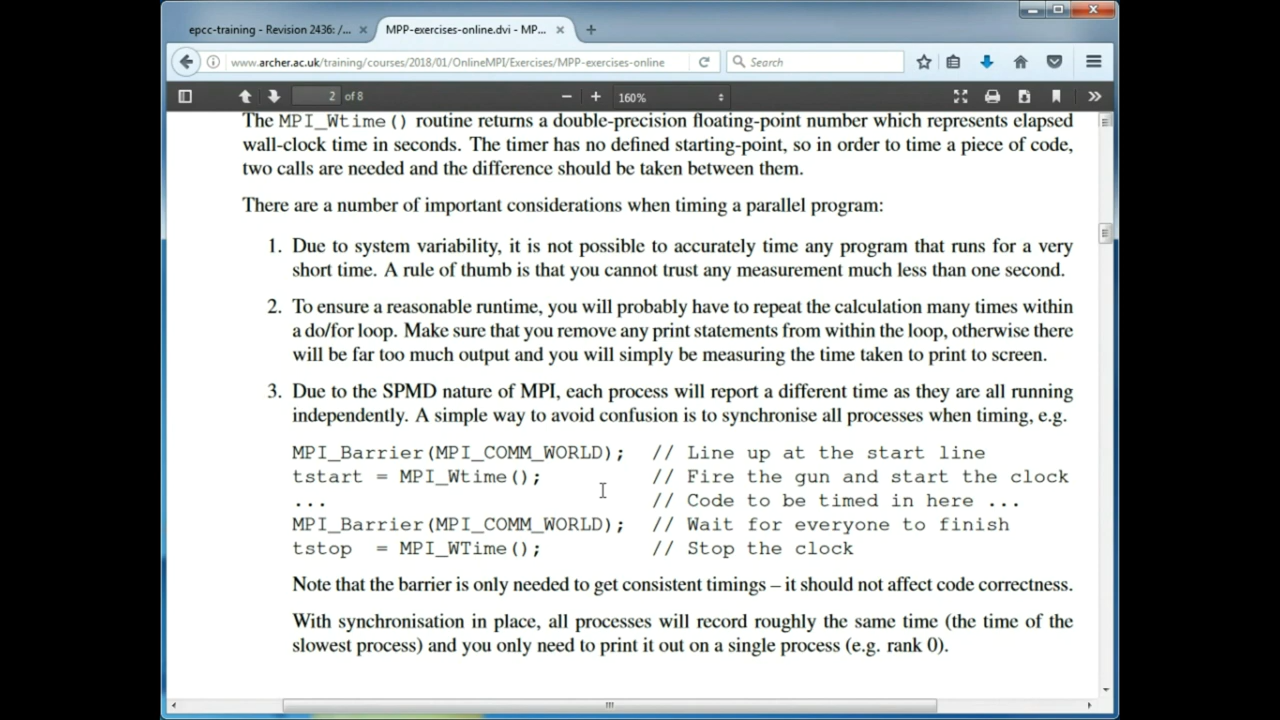 epcc-training - Revision 2436: /...
MPP-exercises-online.dvi - MP...
www.archer.ac.uk/training/courses/2018/01/OnlineMPI/Exercises/MPP-exercises-online
Search
2 of 8
160%
The MPI_Wtime() routine returns a double-precision floating-point number which represents elapsed
wall-clock time in seconds. The timer has no defined starting-point, so in order to time a piece of code,
two calls are needed and the difference should be taken between them.
There are a number of important considerations when timing a parallel program:
1. Due to system variability, it is not possible to accurately time any program that runs for a very
short time. A rule of thumb is that you cannot trust any measurement much less than one second.
2. To ensure a reasonable runtime, you will probably have to repeat the calculation many times within
a do/for loop. Make sure that you remove any print statements from within the loop, otherwise there
will be far too much output and you will simply be measuring the time taken to print to screen.
3. Due to the SPMD nature of MPI, each process will report a different time as they are all running
independently. A simple way to avoid confusion is to synchronise all processes when timing, e.g.
MPI_Barrier(MPI_COMM_WORLD); // Line up at the start line
tstart = MPI_Wtime(); // Fire the gun and start the clock
... // Code to be timed in here ...
MPI_Barrier(MPI_COMM_WORLD); // Wait for everyone to finish
tstop = MPI_WTime(); // Stop the clock
Note that the barrier is only needed to get consistent timings – it should not affect code correctness.
With synchronisation in place, all processes will record roughly the same time (the time of the
slowest process) and you only need to print it out on a single process (e.g. rank 0).